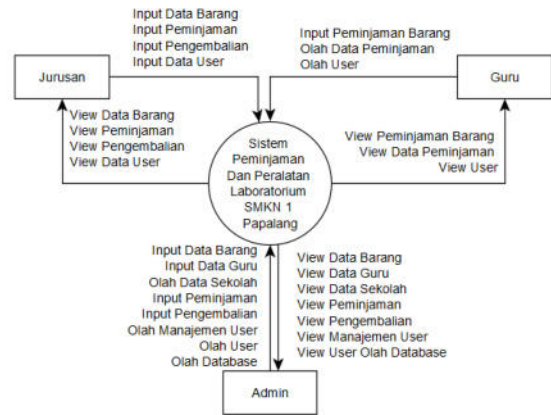 Input Data Barang
Input Peminjaman
Input Pengembalian
Input Data User
Input Peminjaman Barang
Olah Data Peminjaman
Olah User
Jurusan
Guru
View Data Barang
View Peminjaman
View Pengembalian
View Data User
Sistem
Peminjaman
Dan Peralatan
Laboratorium
SMKN 1
Papalang
View Peminjaman Barang
View Data Peminjaman
View User
Input Data Barang
Input Data Guru
Olah Data Sekolah
Input Peminjaman
Input Pengembalian
Olah Manajemen User
Olah User
Olah Database
View Data Barang
View Data Guru
View Data Sekolah
View Peminjaman
View Pengembalian
View Manajemen User
View User Olah Database
Admin